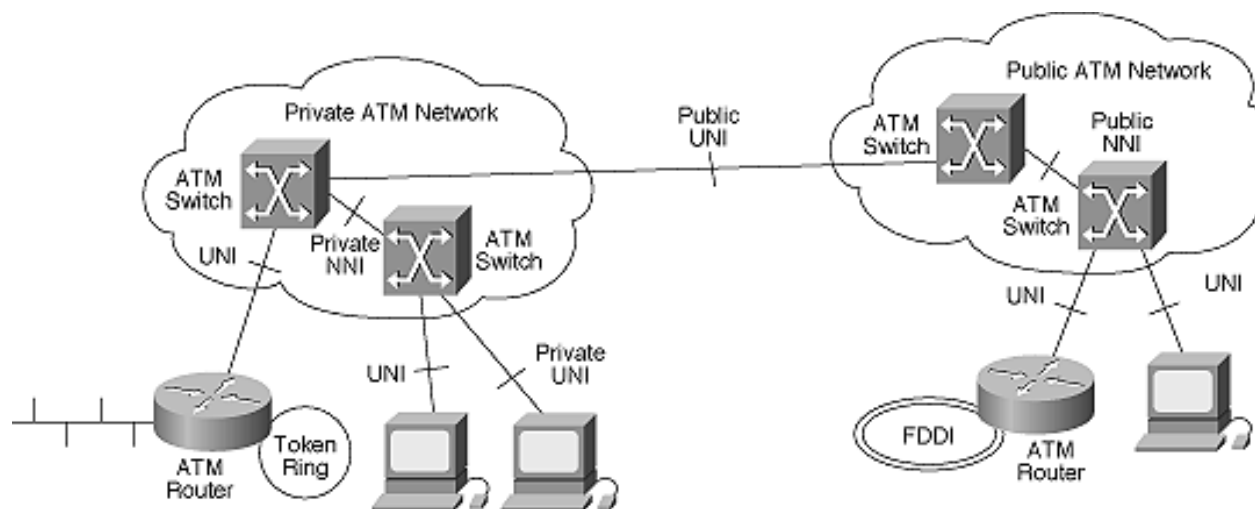 Private ATM Network
Public ATM Network
Public
UNI
ATM
Switch
Public
NNI
ATM
Switch
ATM
Switch
UNI
Private
NNI
ATM
Switch
UNI
UNI
UNI
Private
UNI
Token
Ring
ATM
Router
FDDI
ATM
Router